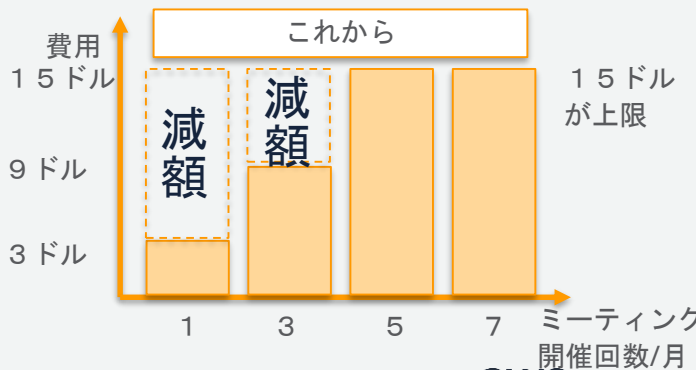 これから
費用
15ドル
9ドル
3ドル
減額
減額
15ドル
が上限
1 3 5 7
ミーティング
開催回数/月